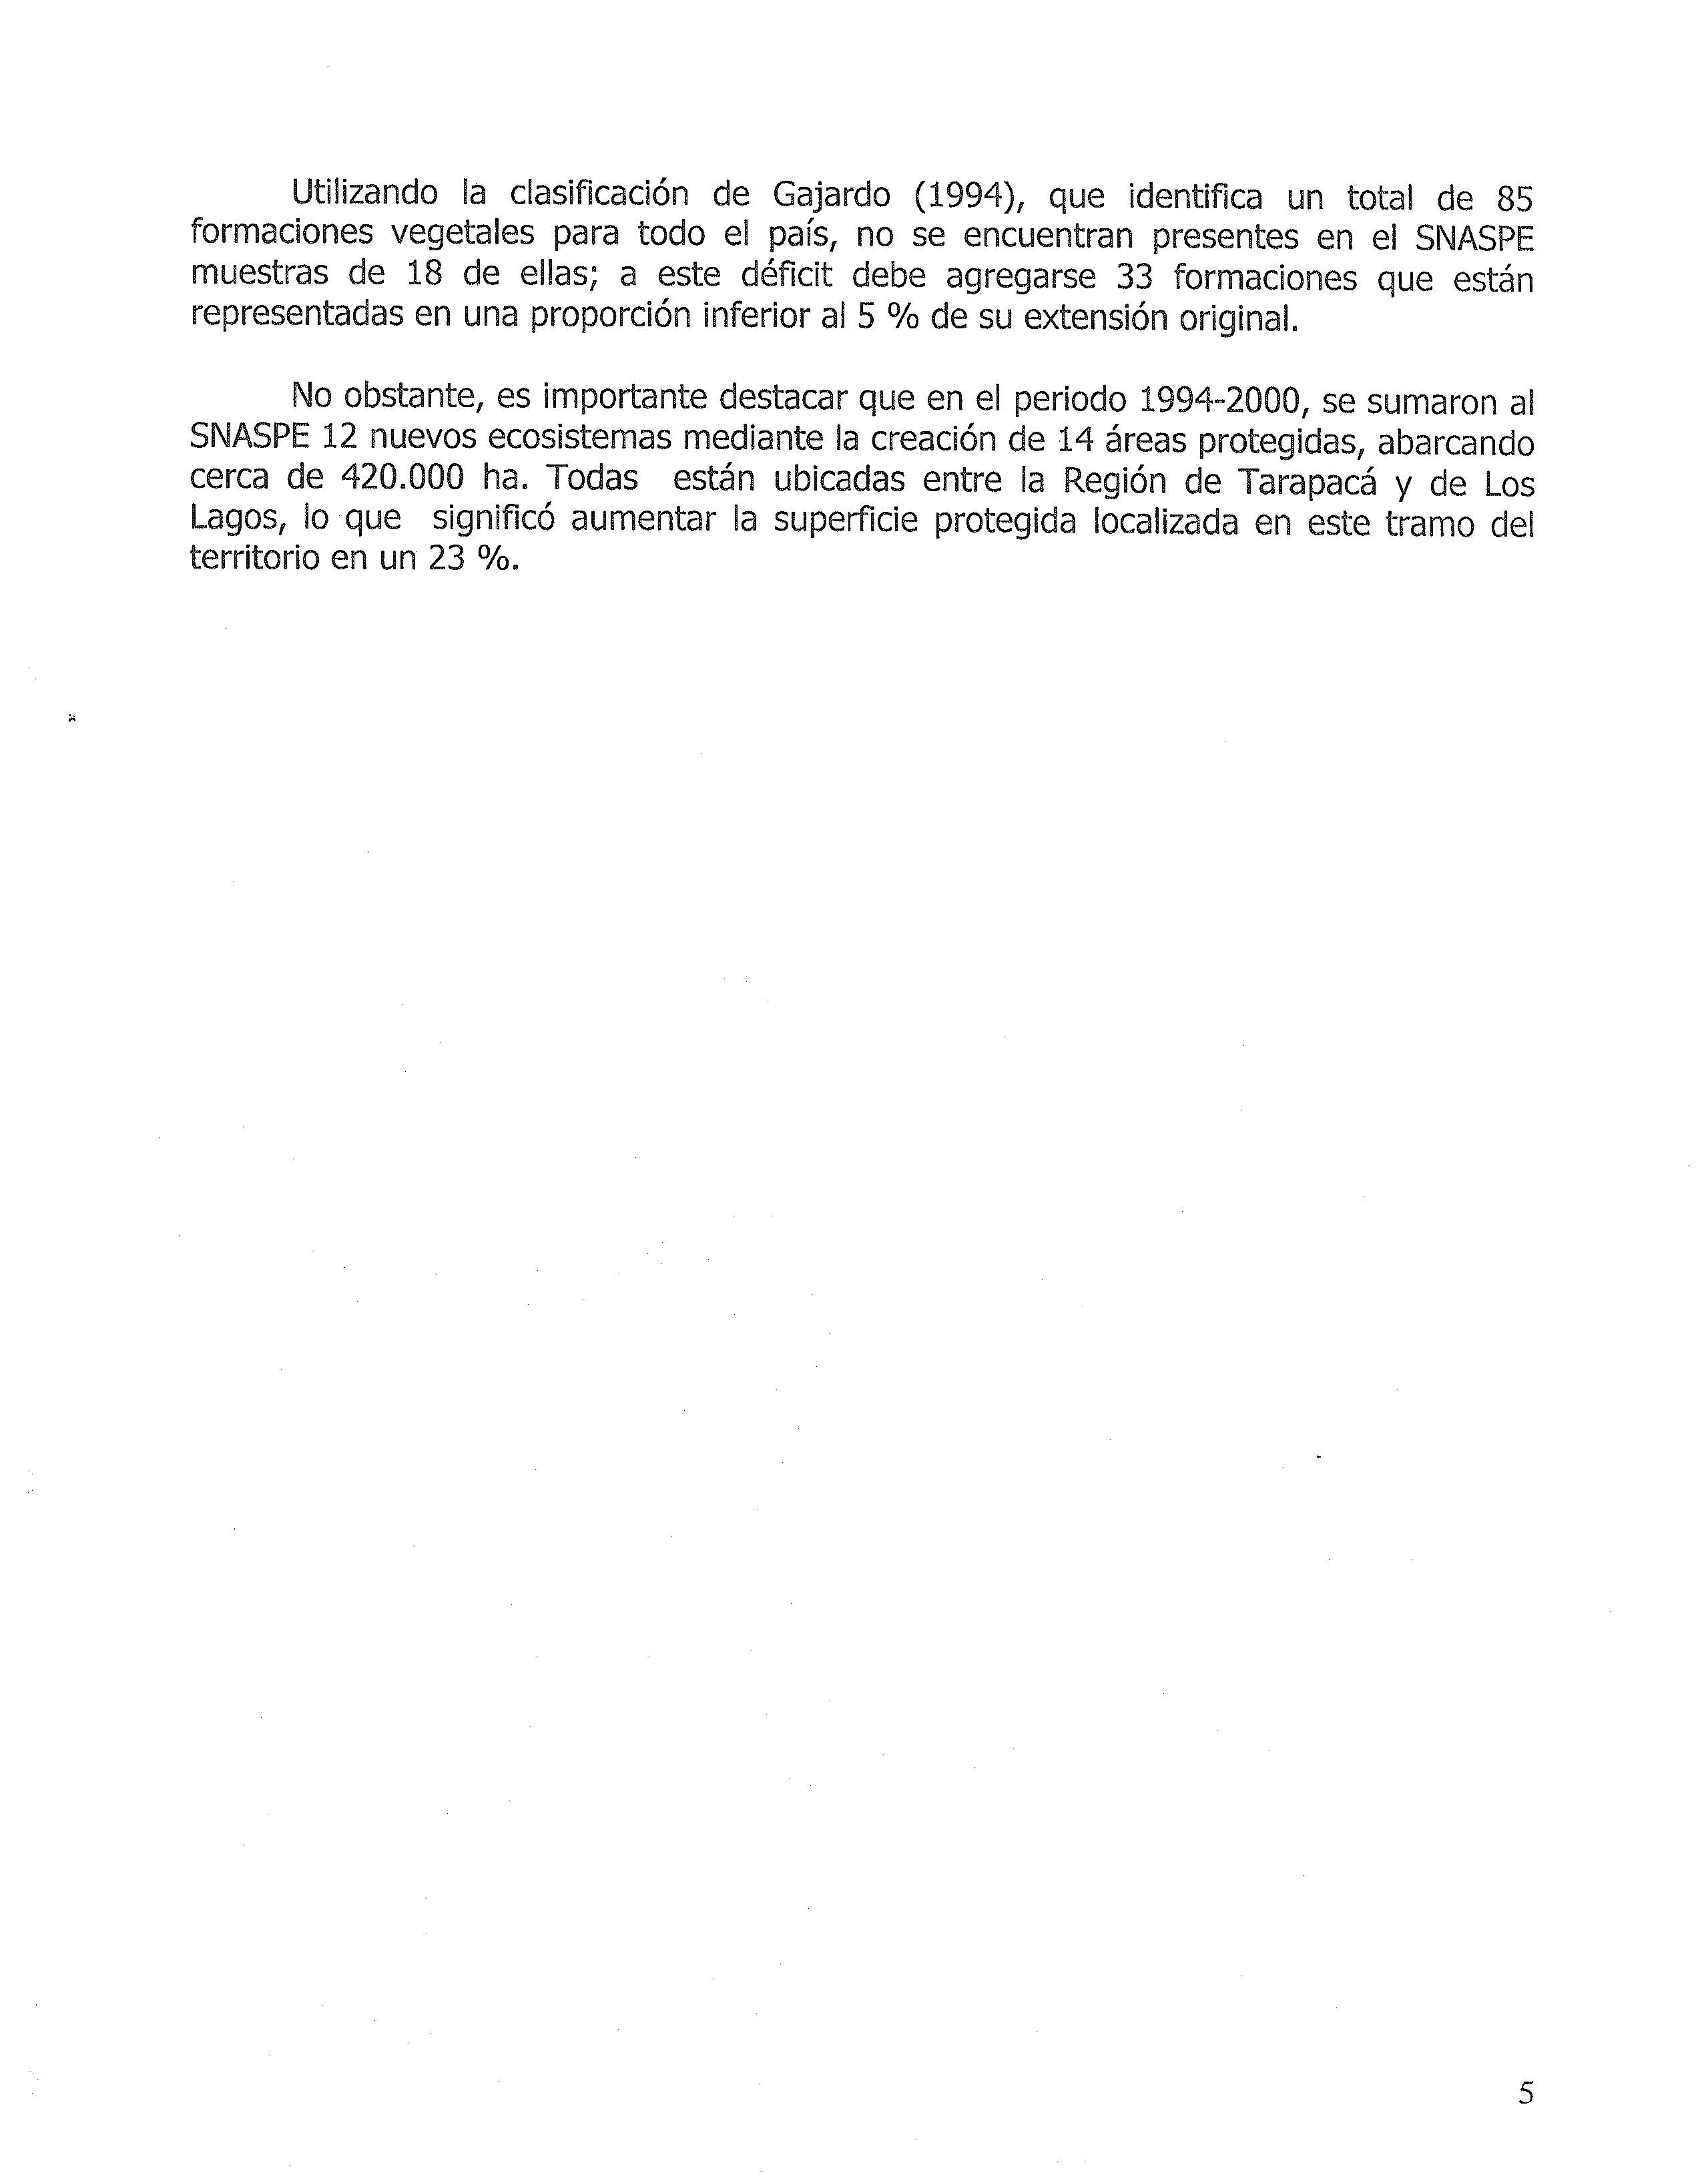 Utilizando la clasificación de Gajardo (1994), que identifica un total de 85
formaciones vegetales para todo el país, no se encuentran presentes en el SNASPE
muestras de 18 de ellas; a este déficit debe agregarse 33 formaciones que están
representadas en una proporción inferior al 5 % de su extensión original.
No obstante, es importante destacar que en el periodo 1994-2000, se sumaron al
SNASPE 12 nuevos ecosistemas mediante la creación de 14 áreas protegidas, abarcando
cerca de 420.000 ha. Todas están ubicadas entre la Región de Tarapacá y de Los
Lagos, lo que significó aumentar la superficie protegida localizada en este tramo del
territorio en un 23 %.
5